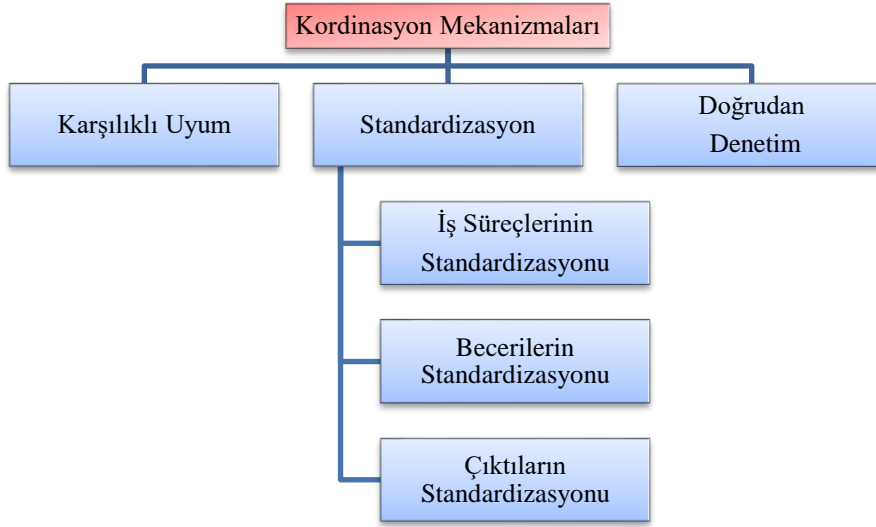 Kordinasyon Mekanizmaları
Karşılıklı Uyum
Standardizasyon
Doğrudan
Denetim
İş Süreçlerinin
Standardizasyonu
Becerilerin
Standardizasyonu
Çıktıların
Standardizasyonu